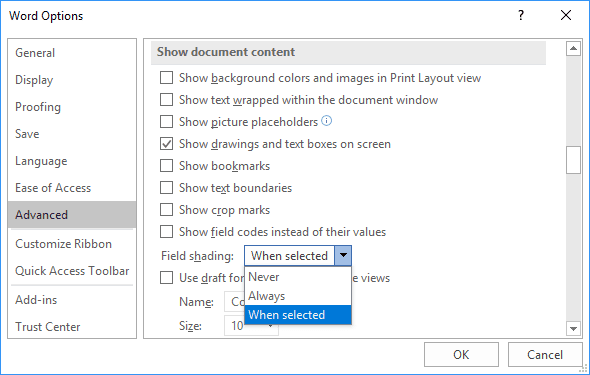 Word Options
?
General
Display
Proofing
Save
Language
Ease of Access
Advanced
Customize Ribbon
Quick Access Toolbar
Add-ins
Trust Center
Show document content
Show background colors and images in Print Layout view
Show text wrapped within the document window
Show picture placeholders
Show drawings and text boxes on screen
Show bookmarks
Show text boundaries
Show crop marks
Show field codes instead of their values
Field shading: When selected
Never
Always
When selected
Use draft for e views
Name: Co
Size: 10
OK Cancel